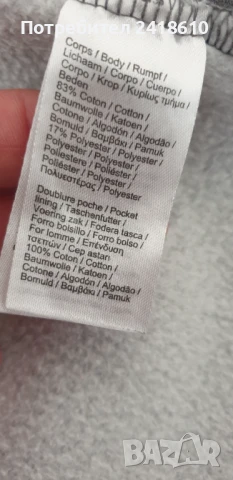 Потребител 2418610
Corps / Body / Rumpf /
Lichaam / Corpo / Cuerpo /
Corpo / Krop / Κυρίως τμήμα /
Beden
83% Coton / Cotton /
Baumwolle / Katoen /
Cotone / Algodón / Algodão /
Bomuld / Βαμβάκι / Pamuk
17% Polyester / Polyester /
Polyester / Polyester /
Poliestere / Poliéster /
Poliéster / Polyester /
Πολυεστέρας / Polyester
Doublure poche / Pocket
lining / Taschenfutter /
Voering zak / Fodera tasca /
Forro bolsillo / Forro bolso /
For lomme / Επένδυση
τσεπών / Cep astarı
100% Coton / Cotton /
Baumwolle / Katoen /
Cotone / Algodón / Algodão /
Bomuld / Βαμβάκι / Pamuk
bazar